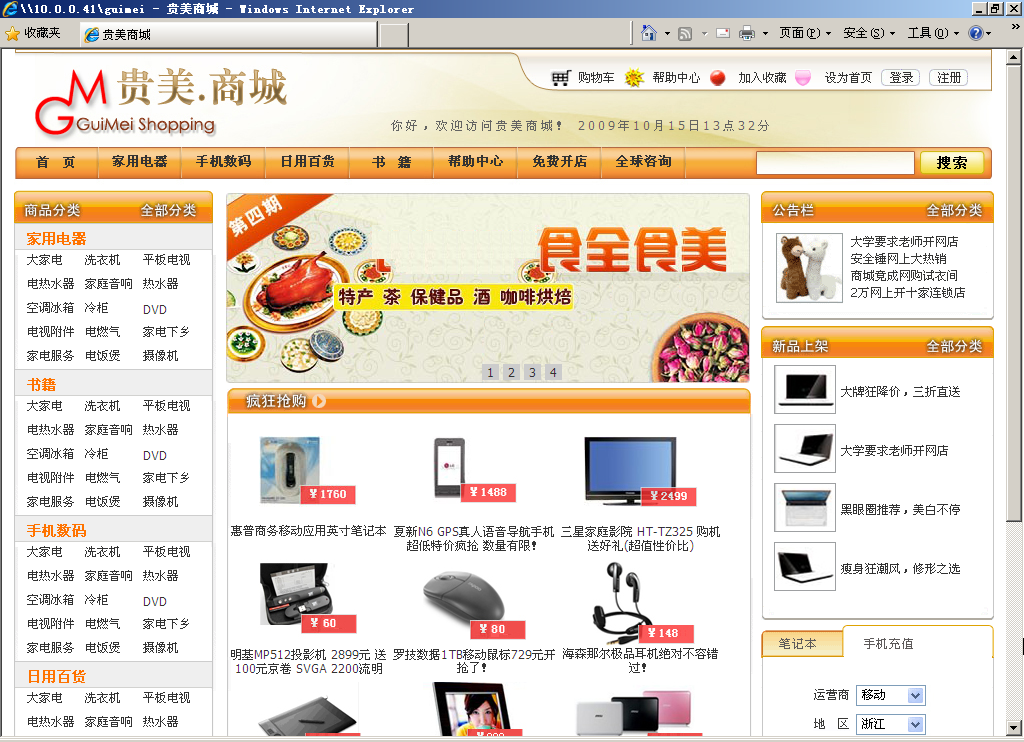 \\10.0.0.41\guimei - 贵美商城 - Windows Internet Explorer
收藏夹 贵美商城 页面(P) 安全(S) 工具(O) »
贵美.商城
GM
GuiMei Shopping
购物车 帮助中心 加入收藏 设为首页 登录 注册
你好，欢迎访问贵美商城！ 2009年10月15日13点32分
首 页 家用电器 手机数码 日用百货 书 籍 帮助中心 免费开店 全球咨询 搜索
商品分类 全部分类
家用电器
大家电 洗衣机 平板电视
电热水器 家庭音响 热水器
空调冰箱 冷柜 DVD
电视附件 电燃气 家电下乡
家电服务 电饭煲 摄像机
书籍
大家电 洗衣机 平板电视
电热水器 家庭音响 热水器
空调冰箱 冷柜 DVD
电视附件 电燃气 家电下乡
家电服务 电饭煲 摄像机
手机数码
大家电 洗衣机 平板电视
电热水器 家庭音响 热水器
空调冰箱 冷柜 DVD
电视附件 电燃气 家电下乡
家电服务 电饭煲 摄像机
日用百货
大家电 洗衣机 平板电视
电热水器 家庭音响 热水器
第四期
食全食美
特产 茶 保健品 酒 咖啡烘焙
1 2 3 4
疯狂抢购
￥1760 ￥1488 ￥2499
惠普商务移动应用英寸笔记本 夏新N6 GPS真人语音导航手机 三星家庭影院 HT-TZ325 购机
超低特价疯抢 数量有限！ 送好礼(超值性价比)
￥60 ￥80 ￥148
明基MP512投影机 2899元 送 罗技数据1TB移动鼠标729元开 海森那尔极品耳机绝对不容错
100元京卷 SVGA 2200流明 抢了！ 过！
公告栏 全部分类
大学要求老师开网店
安全锤网上大热销
商城竟成网购试衣间
2万网上开十家连锁店
新品上架 全部分类
大牌狂降价，三折直送
大学要求老师开网店
黑眼圈推荐，美白不停
瘦身狂潮风，修形之选
笔记本 手机充值
运营商 移动
地 区 浙江